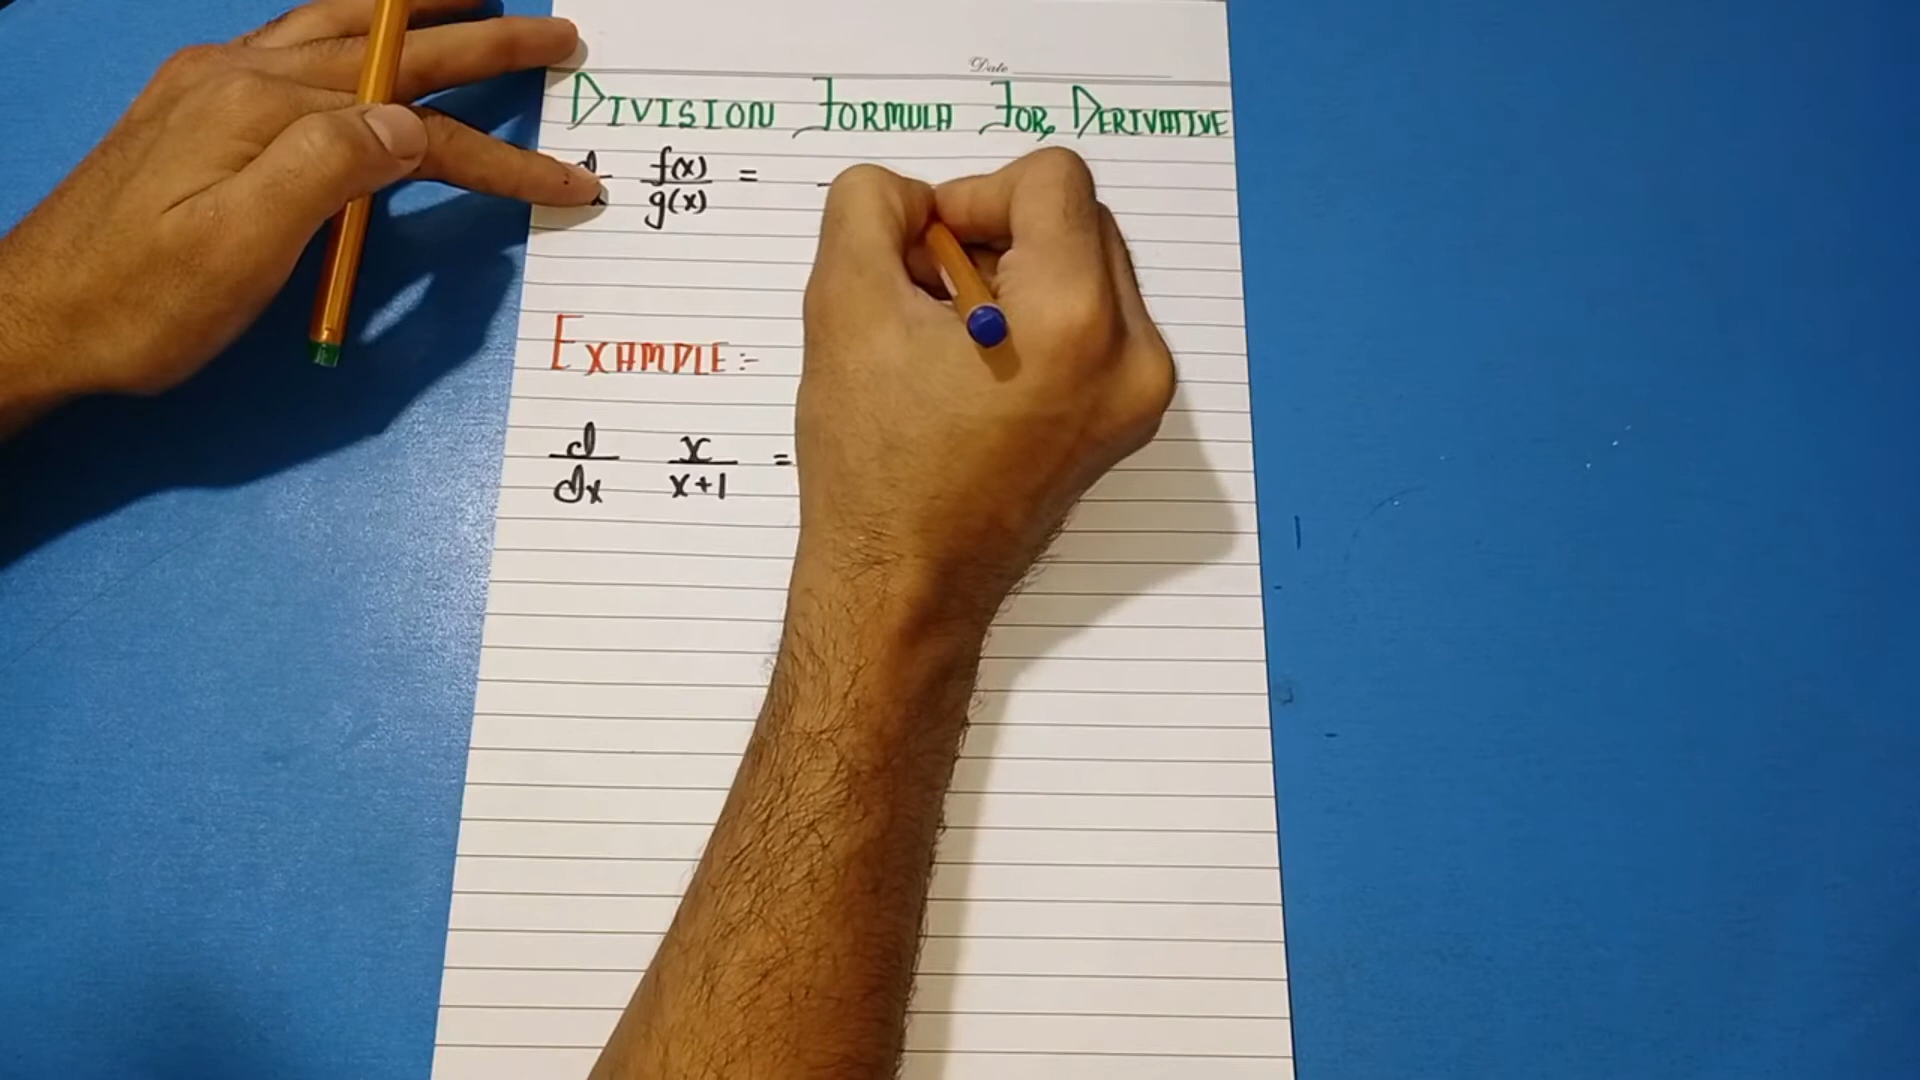 Date
DIVISION FORMULA FOR DERIVATIVE
d f(x) =
g(x)
EXAMPLE:-
d x =
dx x+1